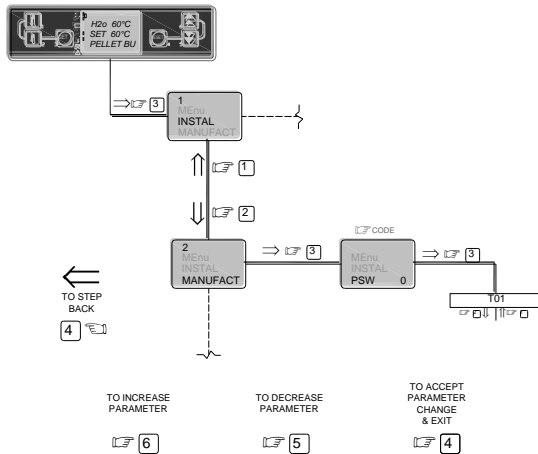 H2o 60°C
SET 60°C
PELLET BU
3
1
MEnu
INSTAL
MANUFACT
1
2
CODE
2
MEnu
INSTAL
MANUFACT
3
MEnu
INSTAL
PSW 0
3
TO STEP
BACK
4
T01
TO INCREASE
PARAMETER
6
TO DECREASE
PARAMETER
5
TO ACCEPT
PARAMETER
CHANGE
& EXIT
4